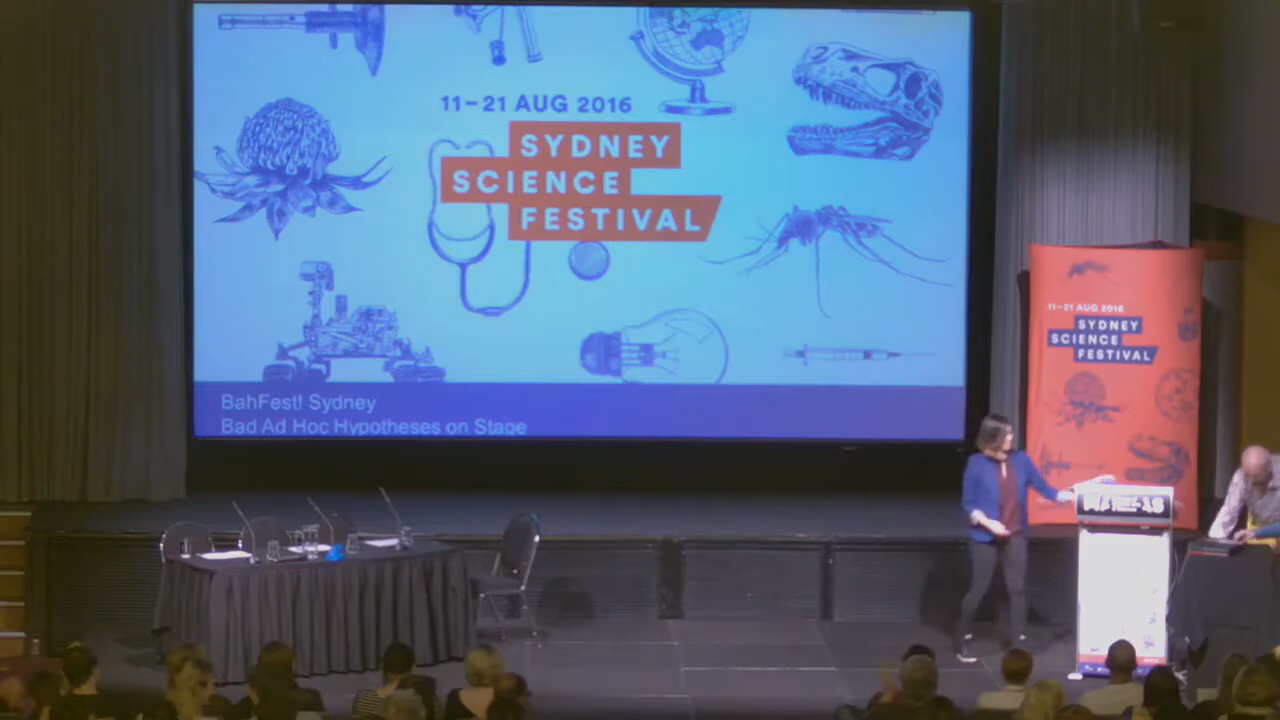 11-21 AUG 2016
SYDNEY
SCIENCE
FESTIVAL
BahFest! Sydney
Bad Ad Hoc Hypotheses on Stage
11-21 AUG 2016
SYDNEY
SCIENCE
FESTIVAL